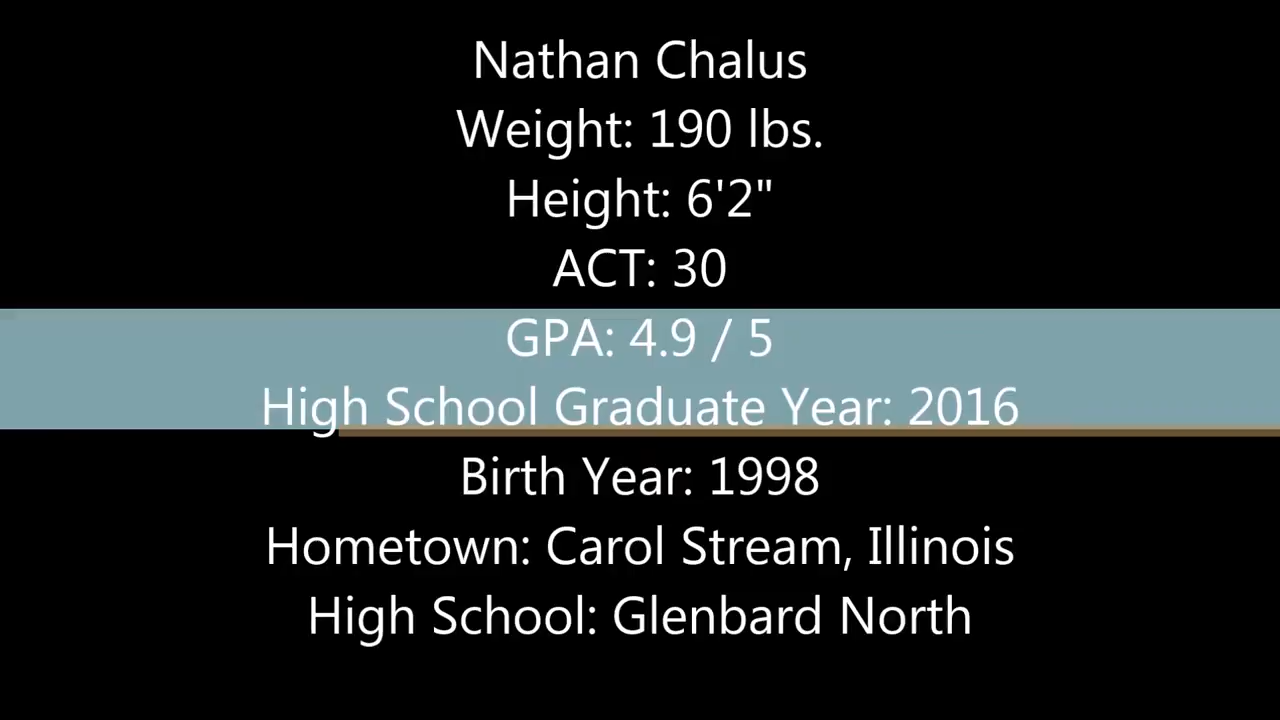 Nathan Chalus
Weight: 190 lbs.
Height: 6'2"
ACT: 30
GPA: 4.9 / 5
High School Graduate Year: 2016
Birth Year: 1998
Hometown: Carol Stream, Illinois
High School: Glenbard North